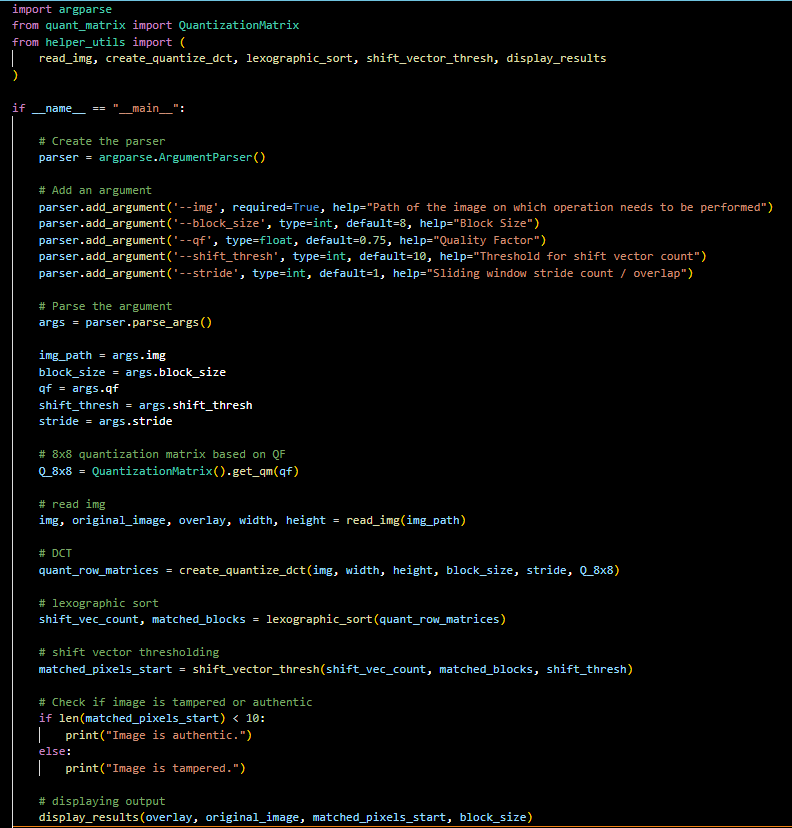 import argparse
from quant_matrix import QuantizationMatrix
from helper_utils import (
    read_img, create_quantize_dct, lexographic_sort, shift_vector_thresh, display_results
)
if __name__ == "__main__":
    # Create the parser
    parser = argparse.ArgumentParser()
    # Add an argument
    parser.add_argument('--img', required=True, help="Path of the image on which operation needs to be performed")
    parser.add_argument('--block_size', type=int, default=8, help="Block Size")
    parser.add_argument('--qf', type=float, default=0.75, help="Quality Factor")
    parser.add_argument('--shift_thresh', type=int, default=10, help="Threshold for shift vector count")
    parser.add_argument('--stride', type=int, default=1, help="Sliding window stride count / overlap")
    # Parse the argument
    args = parser.parse_args()
    img_path = args.img
    block_size = args.block_size
    qf = args.qf
    shift_thresh = args.shift_thresh
    stride = args.stride
    # 8x8 quantization matrix based on QF
    Q_8x8 = QuantizationMatrix().get_qm(qf)
    # read img
    img, original_image, overlay, width, height = read_img(img_path)
    # DCT
    quant_row_matrices = create_quantize_dct(img, width, height, block_size, stride, Q_8x8)
    # lexographic sort
    shift_vec_count, matched_blocks = lexographic_sort(quant_row_matrices)
    # shift vector thresholding
    matched_pixels_start = shift_vector_thresh(shift_vec_count, matched_blocks, shift_thresh)
    # Check if image is tampered or authentic
    if len(matched_pixels_start) < 10:
        print("Image is authentic.")
    else:
        print("Image is tampered.")
    # displaying output
    display_results(overlay, original_image, matched_pixels_start, block_size)